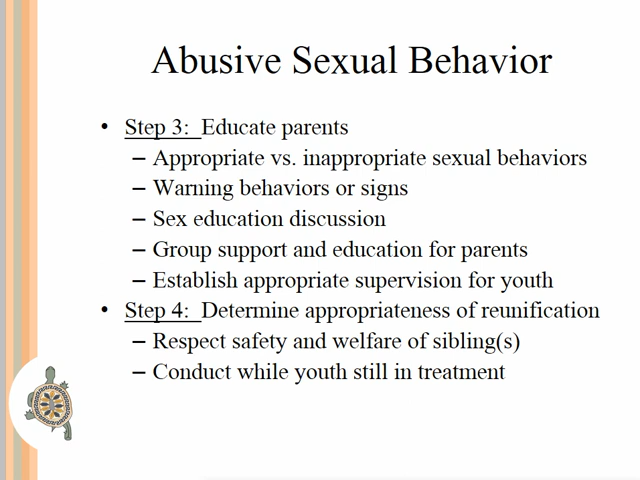 Abusive Sexual Behavior
• Step 3: Educate parents
– Appropriate vs. inappropriate sexual behaviors
– Warning behaviors or signs
– Sex education discussion
– Group support and education for parents
– Establish appropriate supervision for youth
• Step 4: Determine appropriateness of reunification
– Respect safety and welfare of sibling(s)
– Conduct while youth still in treatment